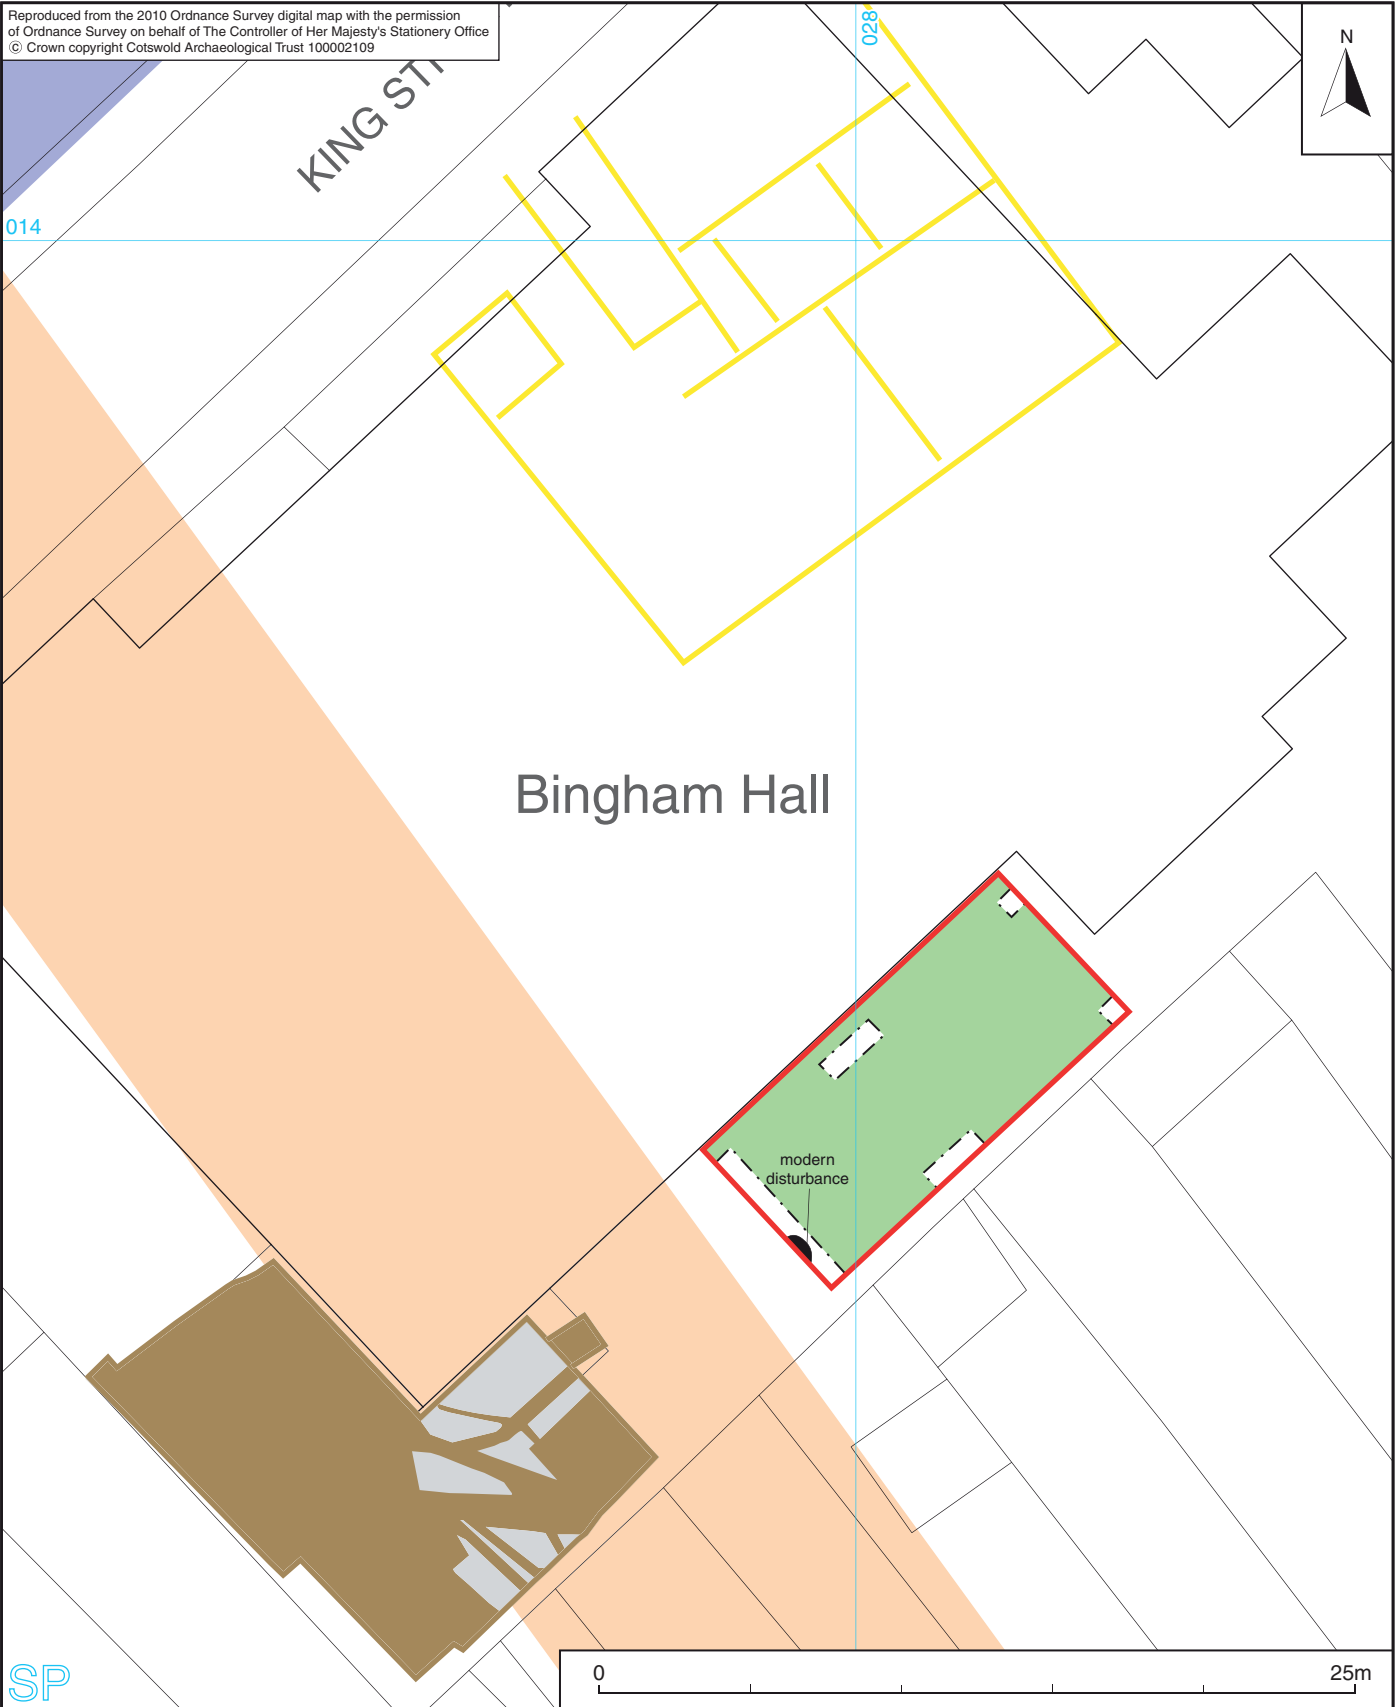 Reproduced from the 2010 Ordnance Survey digital map with the permission
of Ordnance Survey on behalf of The Controller of Her Majesty's Stationery Office
© Crown copyright Cotswold Archaeological Trust 100002109
028
N
KING
014
Bingham Hall
modern
disturbance
SP
0 25m